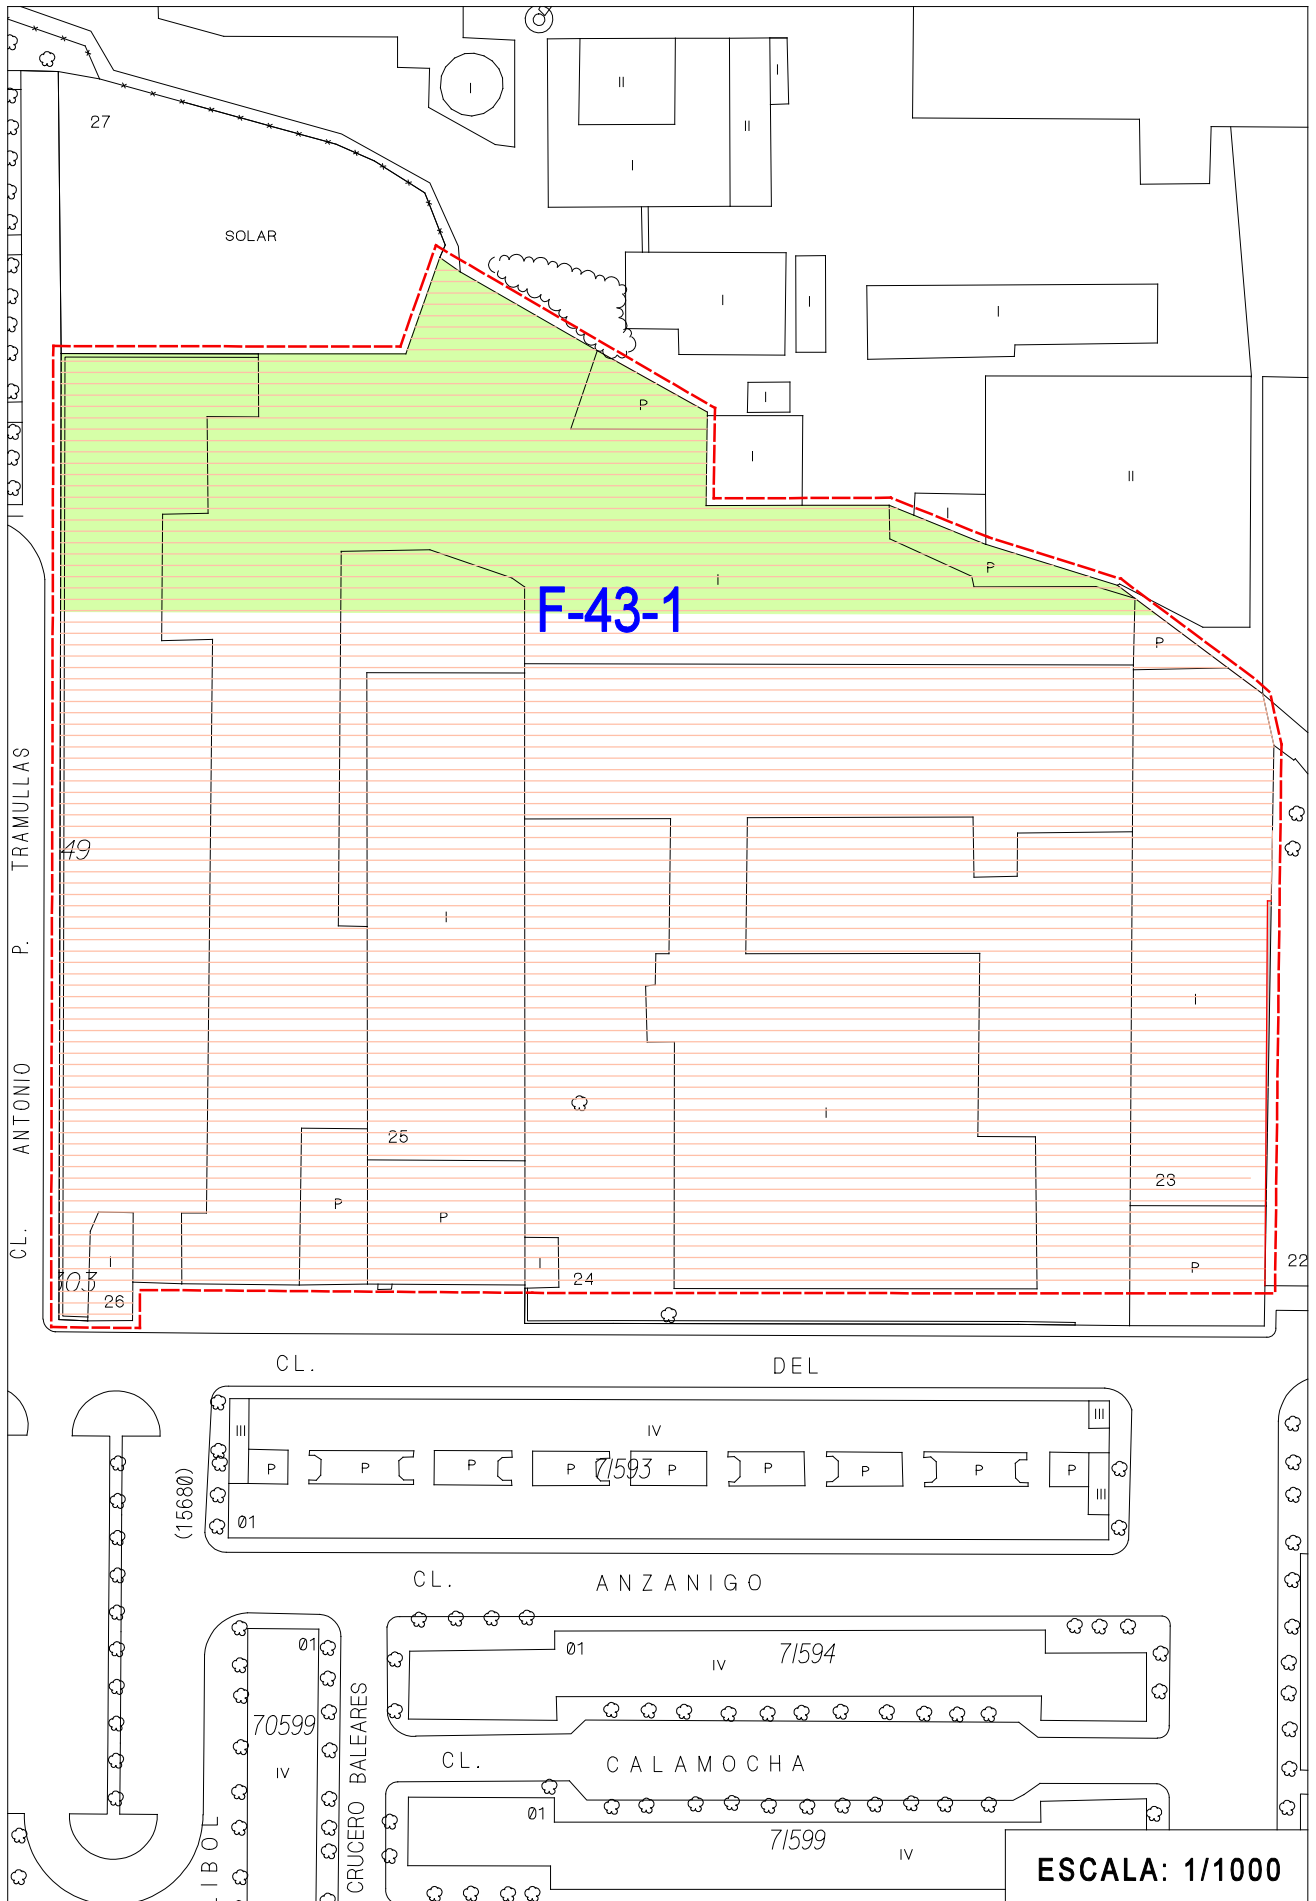 I
II
I
II
I
27
SOLAR
I
I
I
P
I
I
II
I
P
i
F-43-1
P
49
I
i
i
25
23
P
P
P
I
I
24
22
103
26
CL. ANTONIO P. TRAMULLAS
CL. DEL
III
IV
III
P
P
P
P
71593
P
P
P
P
P
III
(15680)
01
CL. ANZANIGO
01
01
IV
71594
70599
IV
CRUCERO BALEARES
CL. CALAMOCHA
01
71599
IV
IBOL
ESCALA: 1/1000